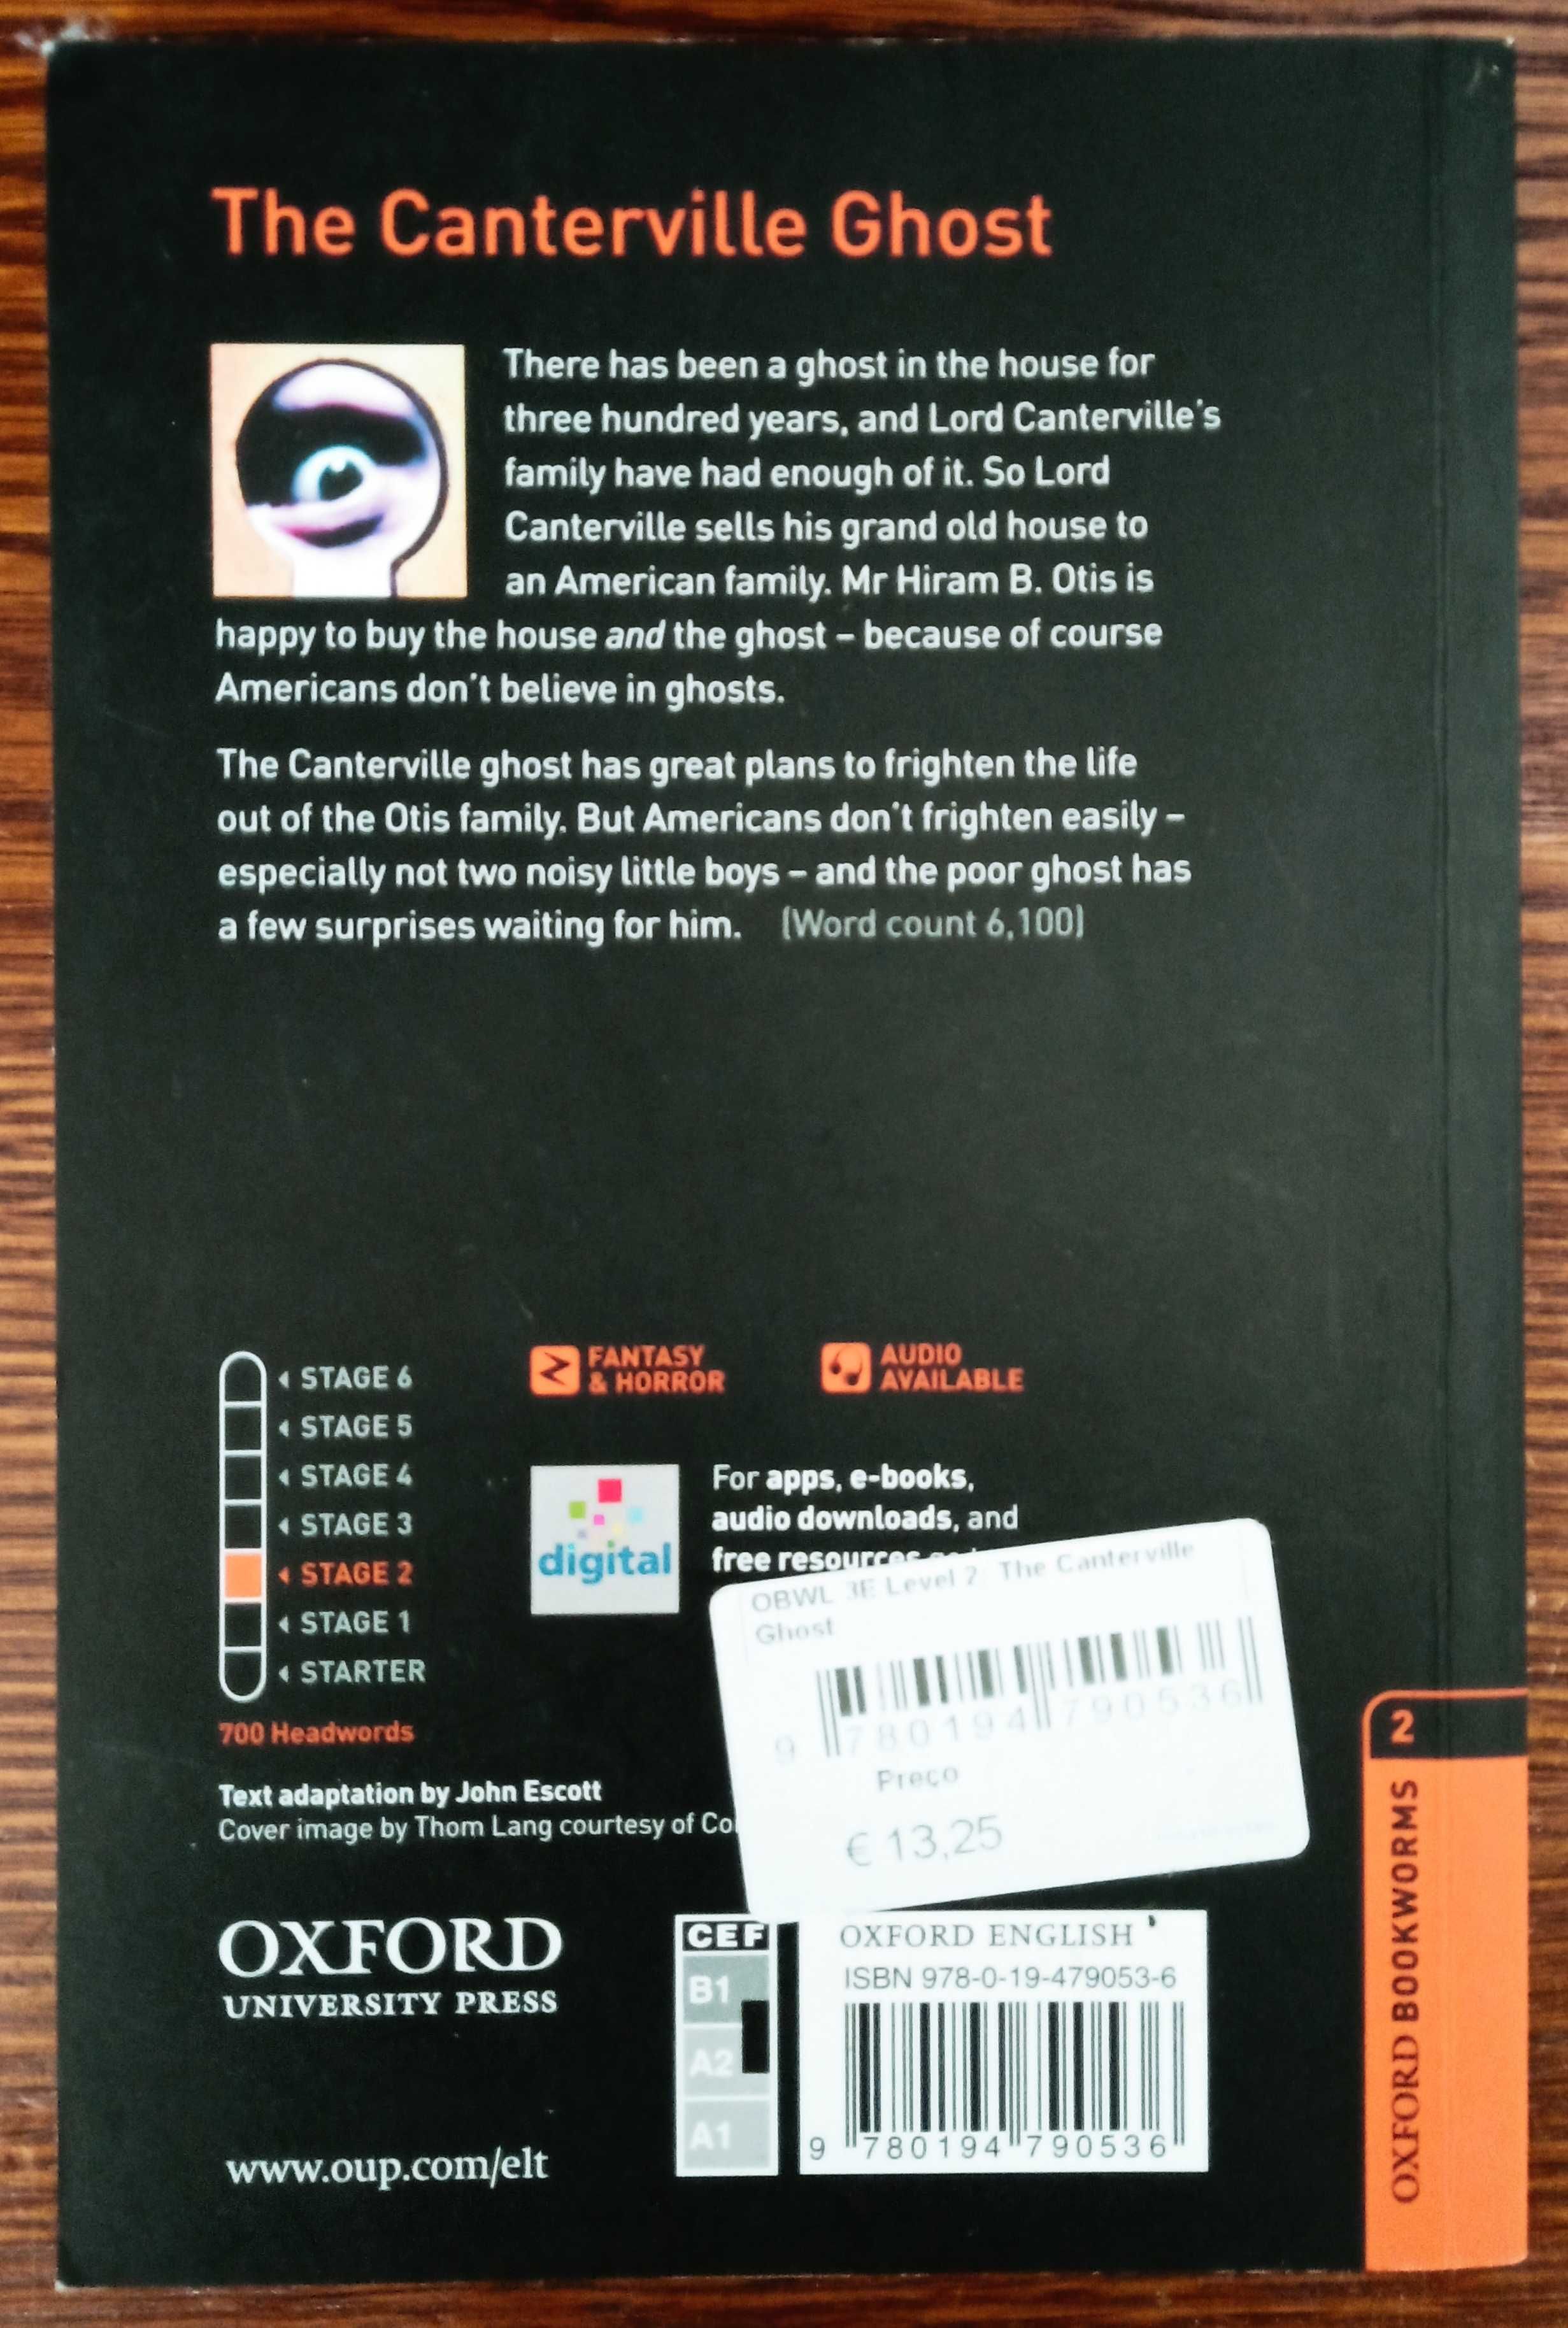 The Canterville Ghost
There has been a ghost in the house for
three hundred years, and Lord Canterville's
family have had enough of it. So Lord
Canterville sells his grand old house to
an American family. Mr Hiram B. Otis is
happy to buy the house and the ghost – because of course
Americans don't believe in ghosts.
The Canterville ghost has great plans to frighten the life
out of the Otis family. But Americans don't frighten easily –
especially not two noisy little boys – and the poor ghost has
a few surprises waiting for him. (Word count 6,100)
STAGE 6
STAGE 5
STAGE 4
STAGE 3
STAGE 2
STAGE 1
STARTER
700 Headwords
FANTASY
& HORROR
AUDIO
AVAILABLE
digital
For apps, e-books,
audio downloads, and
free resources
OBWL 3E Level 2: The Canterville
Ghost
9 780194 790536
Preço
€ 13,25
Text adaptation by John Escott
Cover image by Thom Lang courtesy of
OXFORD
UNIVERSITY PRESS
www.oup.com/elt
CEF
B1
A2
A1
OXFORD ENGLISH
ISBN 978-0-19-479053-6
9 780194 790536
2
OXFORD BOOKWORMS